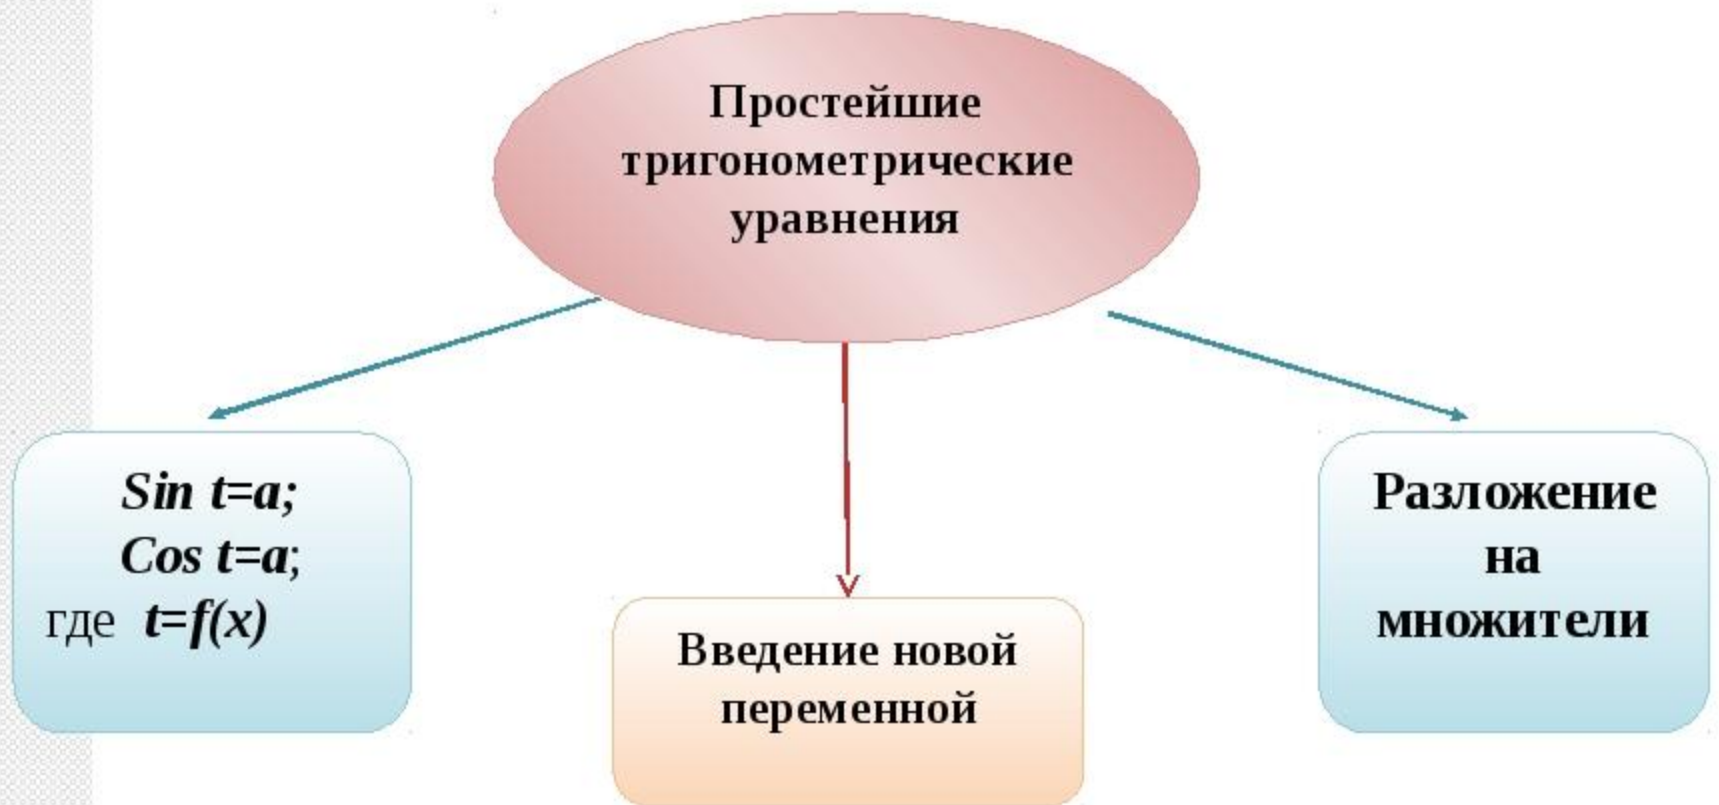 Простейшие
тригонометрические
уравнения
Sin t=a;
Cos t=a;
где t=f(x)
Введение новой
переменной
Разложение
на
множители